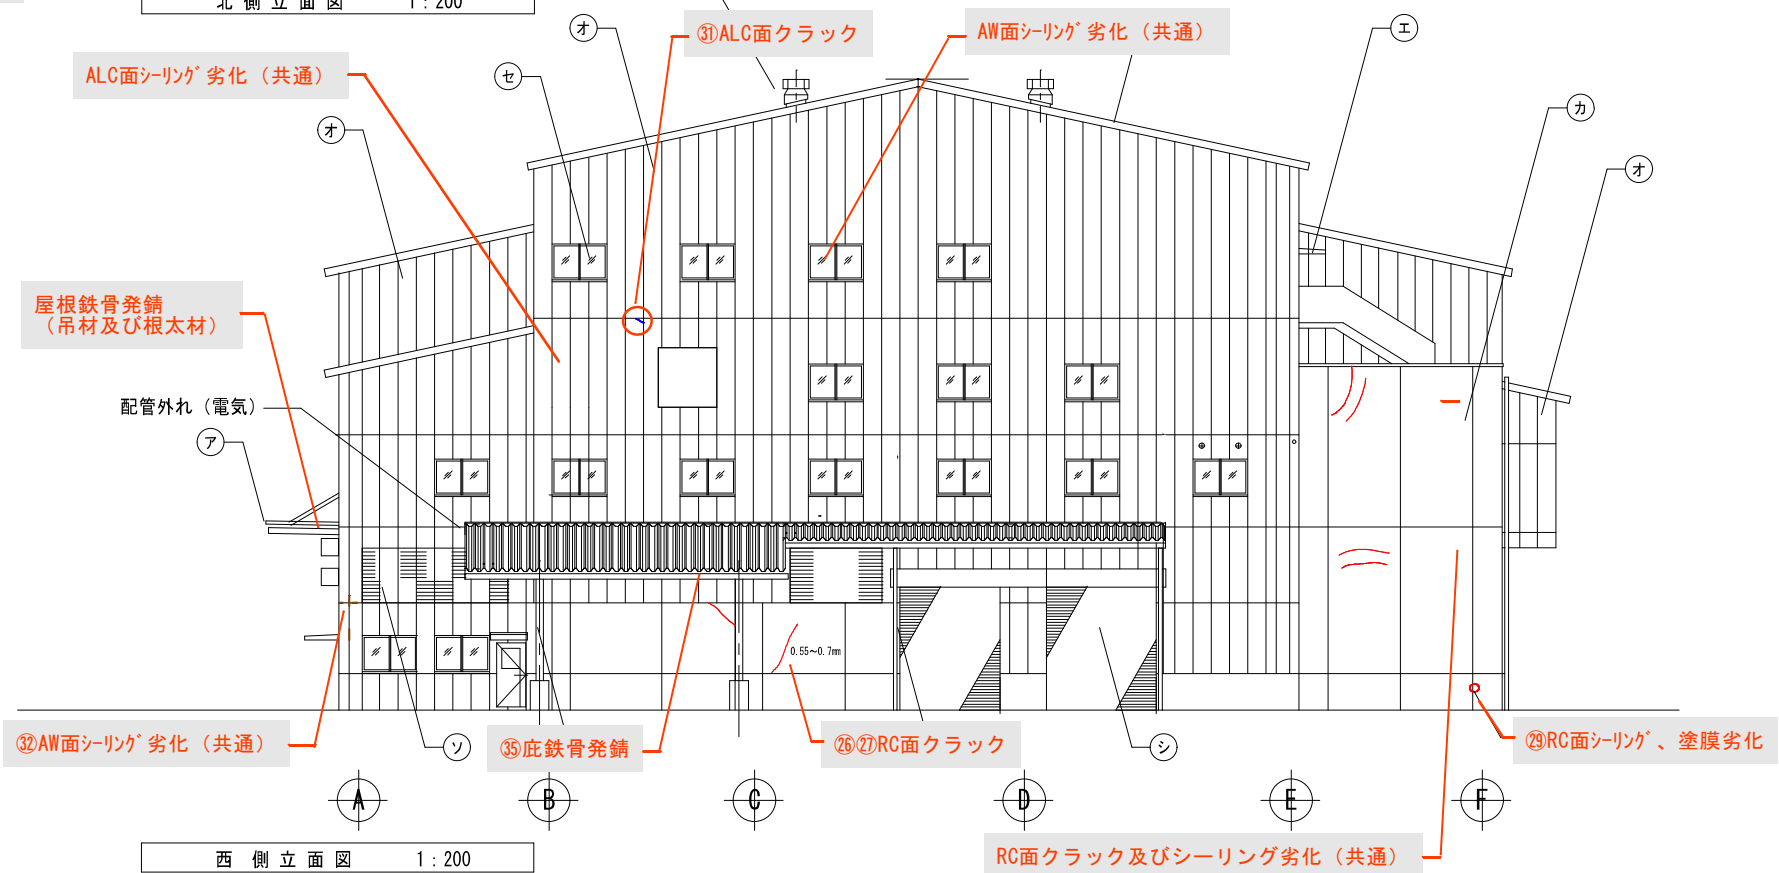 北側立面図 1:200
オ
㉛ALC面クラック
AW面シーリング劣化（共通）
エ
ALC面シーリング劣化（共通）
セ
カ
オ
オ
屋根鉄骨発錆
（吊材及び根太材）
配管外れ（電気）
ア
0.55~0.7mm
㉜AW面シーリング劣化（共通）
ソ
㉟庇鉄骨発錆
㉖㉗RC面クラック
シ
㉙RC面シーリング、塗膜劣化
A
B
C
D
E
F
西側立面図 1:200
RC面クラック及びシーリング劣化（共通）